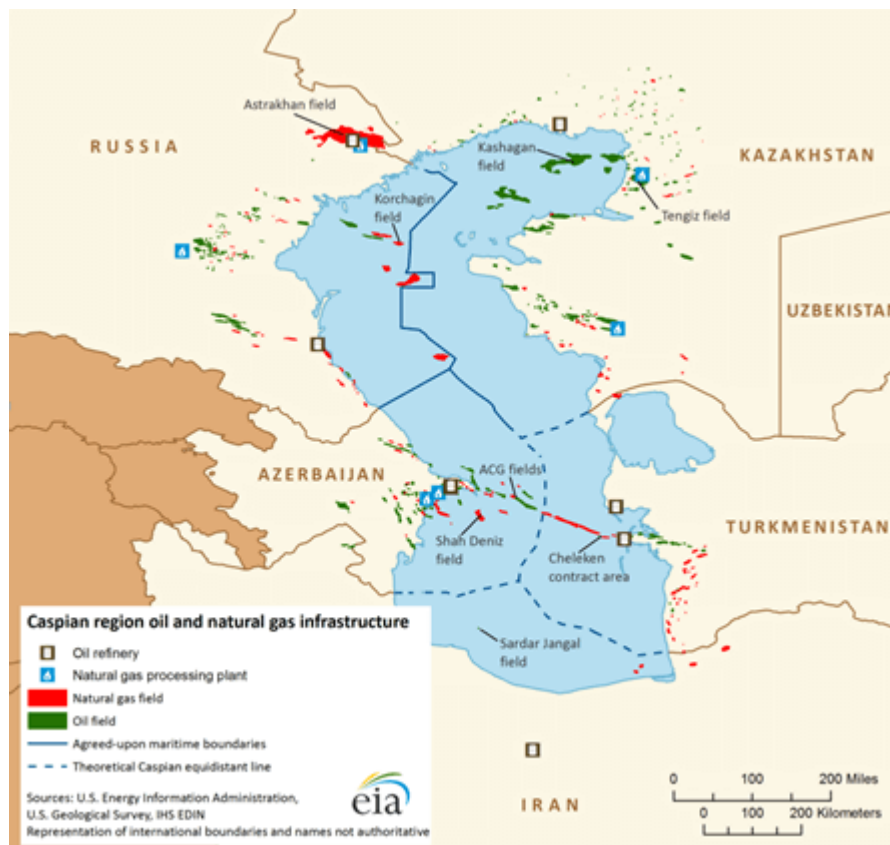 Astrakhan field
RUSSIA
Kashagan
field
KAZAKHSTAN
Korchagin
field
Tengiz field
UZBEKISTAN
AZERBAIJAN
ACG fields
TURKMENISTAN
Shah Deniz
field
Cheleken
contract area
Sardar Jangal
field
IRAN
Caspian region oil and natural gas infrastructure
Oil refinery
Natural gas processing plant
Natural gas field
Oil field
Agreed-upon maritime boundaries
Theoretical Caspian equidistant line
Sources: U.S. Energy Information Administration,
U.S. Geological Survey, IHS EDIN
Representation of international boundaries and names not authoritative
eia
0 100 200 Miles
0 100 200 Kilometers